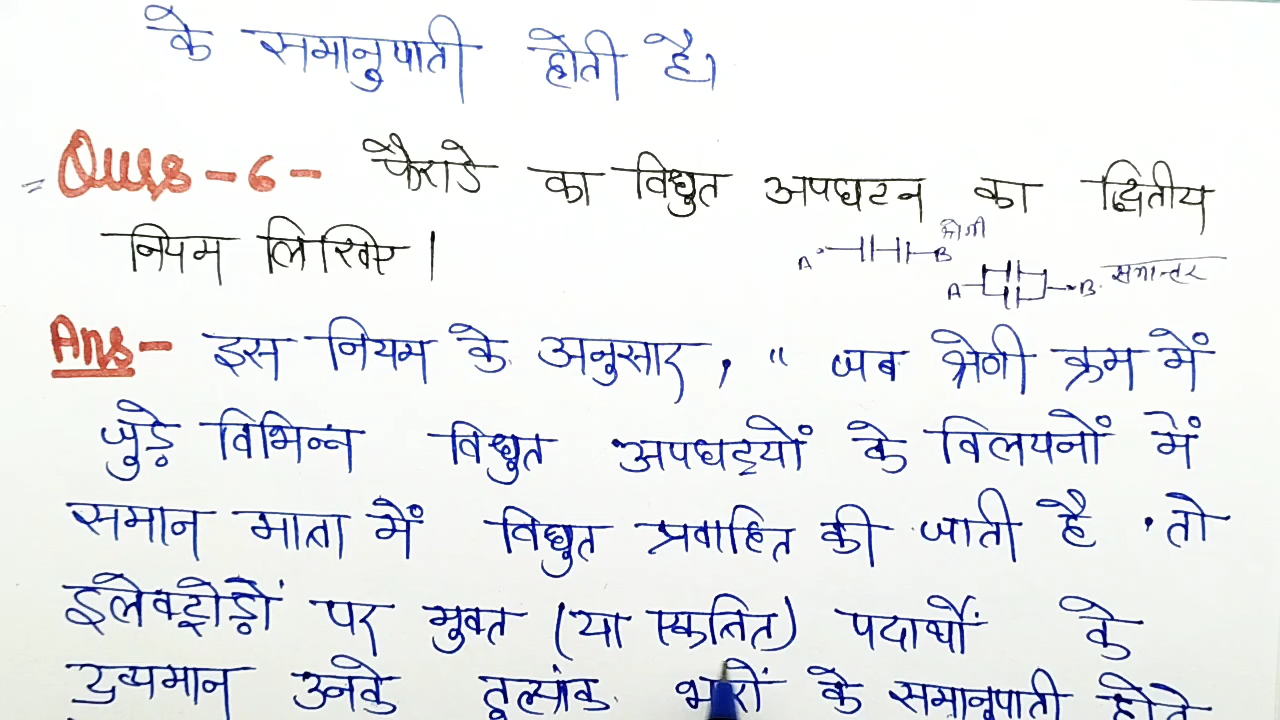 के समानुपाती होती है।
Ques - 6 - फैराडे का विधुत अपघटन का द्वितीय
नियम लिखिए।
A B श्रेणी
A B समान्तर
Ans - इस नियम के अनुसार, " जब श्रेणी क्रम में
जुड़े विभिन्न विधुत अपघट्यों के विलयनों में
समान मात्रा में विधुत प्रवाहित की जाती है, तो
इलेक्ट्रोड़ों पर मुक्त (या स्कत्रित) पदार्थों के
द्रव्यमान उनके तुल्यांक भारों के समानुपाती होते